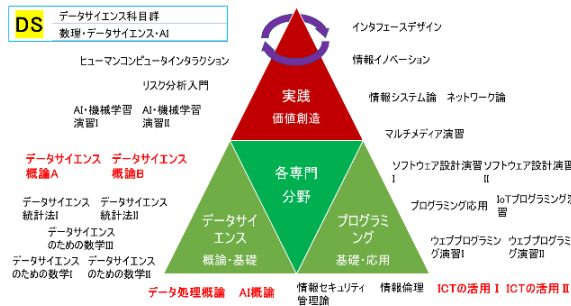 DS
データサイエンス科目群
数理・データサイエンス・AI
インタフェースデザイン
ヒューマンコンピュータインタラクション
情報イノベーション
リスク分析入門
実践
価値創造
情報システム論 ネットワーク論
AI・機械学習
演習I
AI・機械学習
演習II
マルチメディア演習
データサイエンス
概論A
データサイエンス
概論B
各専門
分野
ソフトウェア設計演習
I
ソフトウェア設計演習
II
データサイエンス
統計法I
データサイエンス
統計法II
データサイ
エンス
概論・基礎
プログラミ
ング
基礎・応用
プログラミング応用
IoTプログラミング演
習
データサイエンス
のための数学III
ウェブプログラミン
グ演習I
ウェブプログラミン
グ演習II
データサイエンス
のための数学I
データサイエンス
のための数学II
データ処理概論 AI概論
情報セキュリティ
管理論
情報倫理
ICTの活用Ⅰ ICTの活用Ⅱ